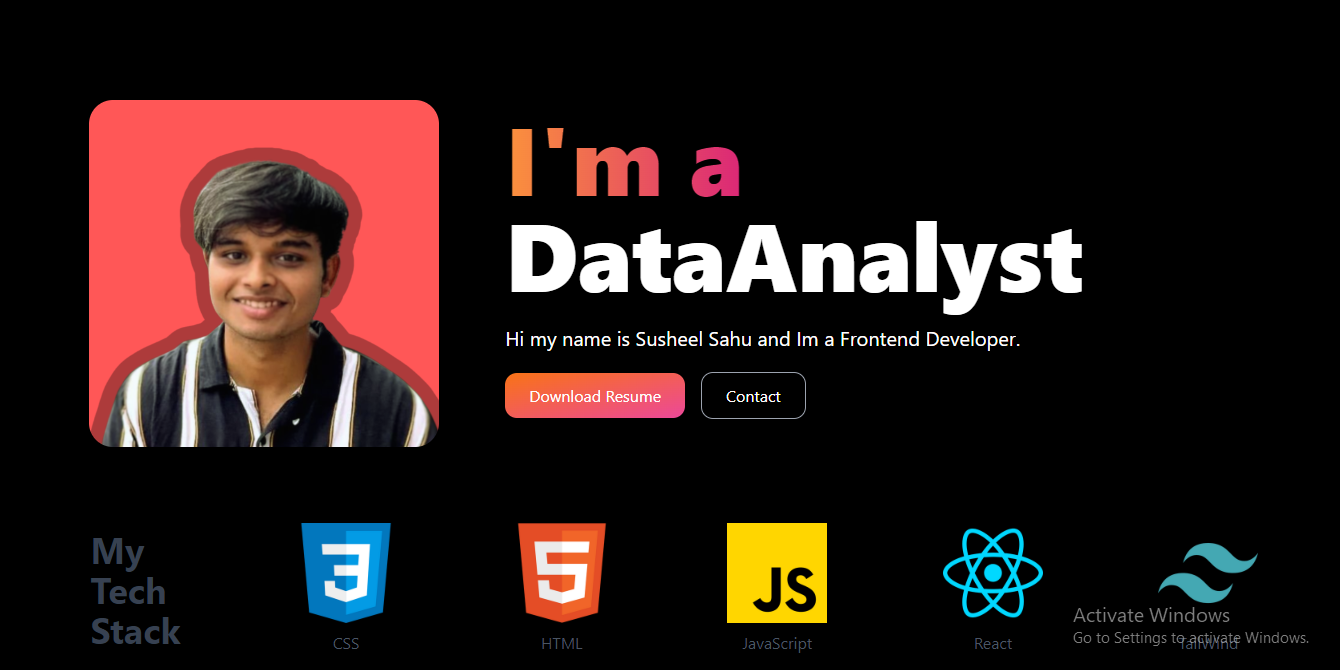 I'm a
DataAnalyst
Hi my name is Susheel Sahu and Im a Frontend Developer.
Download Resume
Contact
My
Tech
Stack
3
CSS
5
HTML
JS
JavaScript
React
TailWind
Activate Windows
Go to Settings to activate Windows.